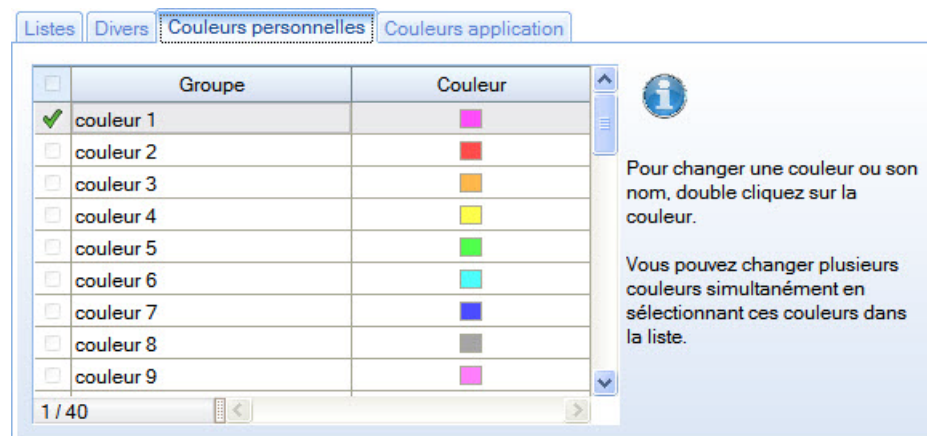 Listes Divers Couleurs personnelles Couleurs application
Groupe Couleur
couleur 1
couleur 2
couleur 3
couleur 4
couleur 5
couleur 6
couleur 7
couleur 8
couleur 9
1 / 40
Pour changer une couleur ou son
nom, double cliquez sur la
couleur.
Vous pouvez changer plusieurs
couleurs simultanément en
sélectionnant ces couleurs dans
la liste.